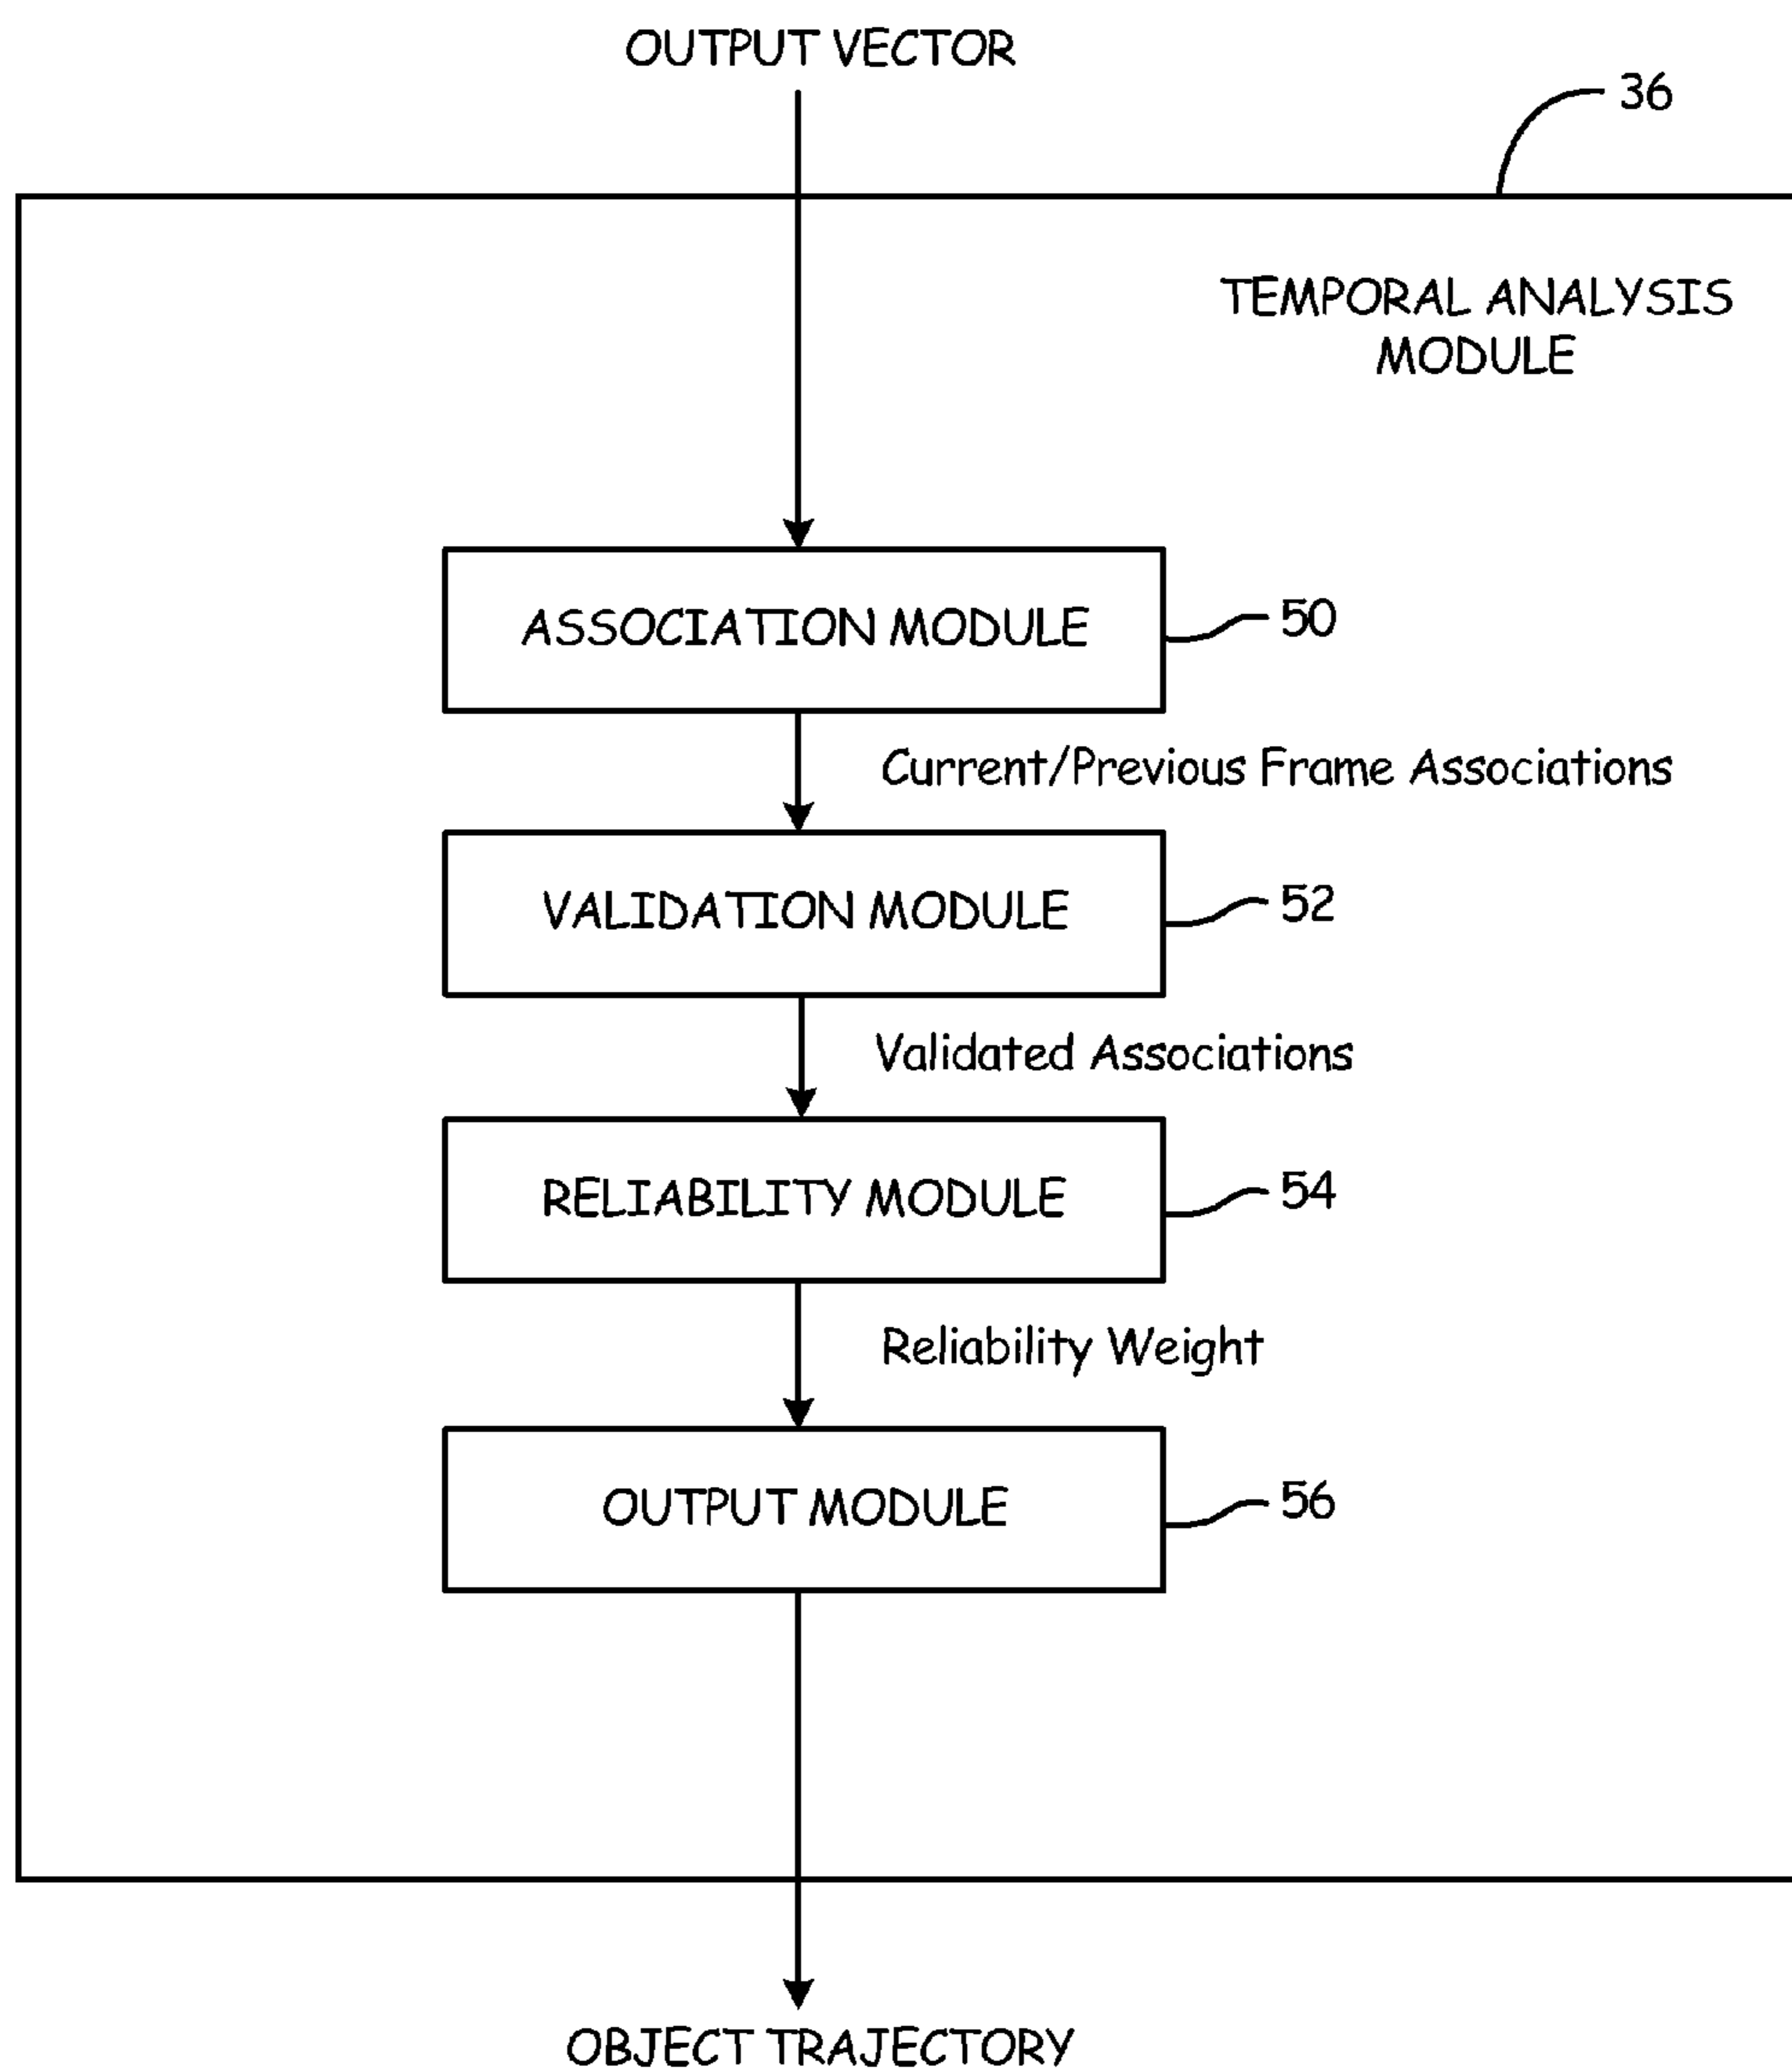 OUTPUT VECTOR
36
TEMPORAL ANALYSIS
MODULE
ASSOCIATION MODULE
50
Current/Previous Frame Associations
VALIDATION MODULE
52
Validated Associations
RELIABILITY MODULE
54
Reliability Weight
OUTPUT MODULE
56
OBJECT TRAJECTORY